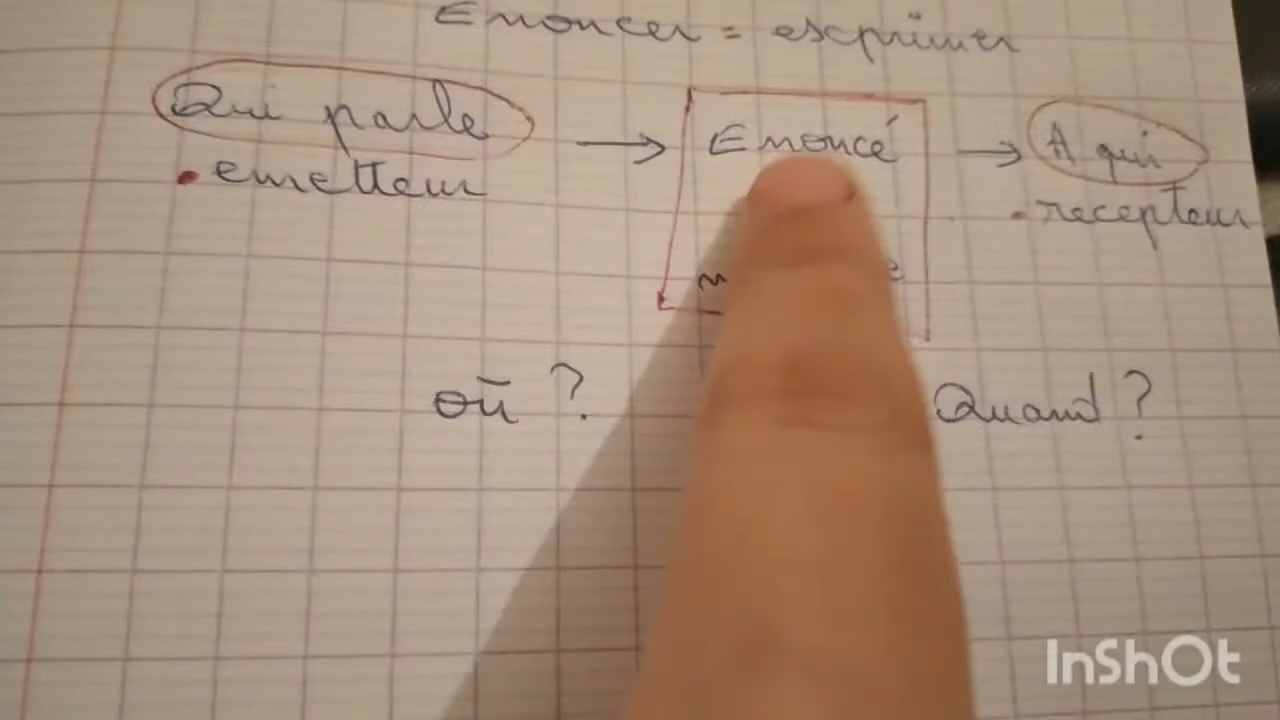 Enoncer = exprimer
Qui parle → Enoncé → A qui
• emetteur
- recepteur
où ? Quand ?
InShOt